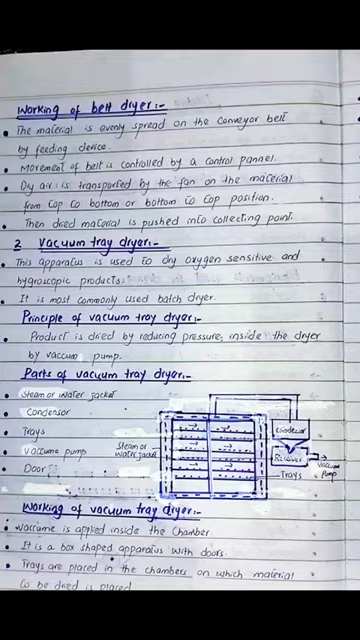 Working of belt dryer:-
The material is evenly spread on the conveyor belt
by feeding device.
Movement of belt is controlled by a control pannel.
Dry air is transported by the fan on the material
from top to bottom or bottom to top position.
Then dried material is pushed into collecting point.
2 Vacuum tray dryer:-
This apparatus is used to dry oxygen sensitive and
hygroscopic products.
It is most commonly used batch dryer.
Principle of vacuum tray dryer:-
Product is dried by reducing pressure, inside the dryer
by vaccum pump.
Parts of vacuum tray dryer:-
Steam or water jacket
Condensor
Trays
vaccume pump
Door
Steam or
water jacket
Condensor
Reciver
vaccume
Pump
Trays
Working of vacuum tray dryer:-
Vaccume is applied inside the chamber.
It is a box shaped apparatus with doors.
Trays are placed in the chambers on which material
to be dried is placed